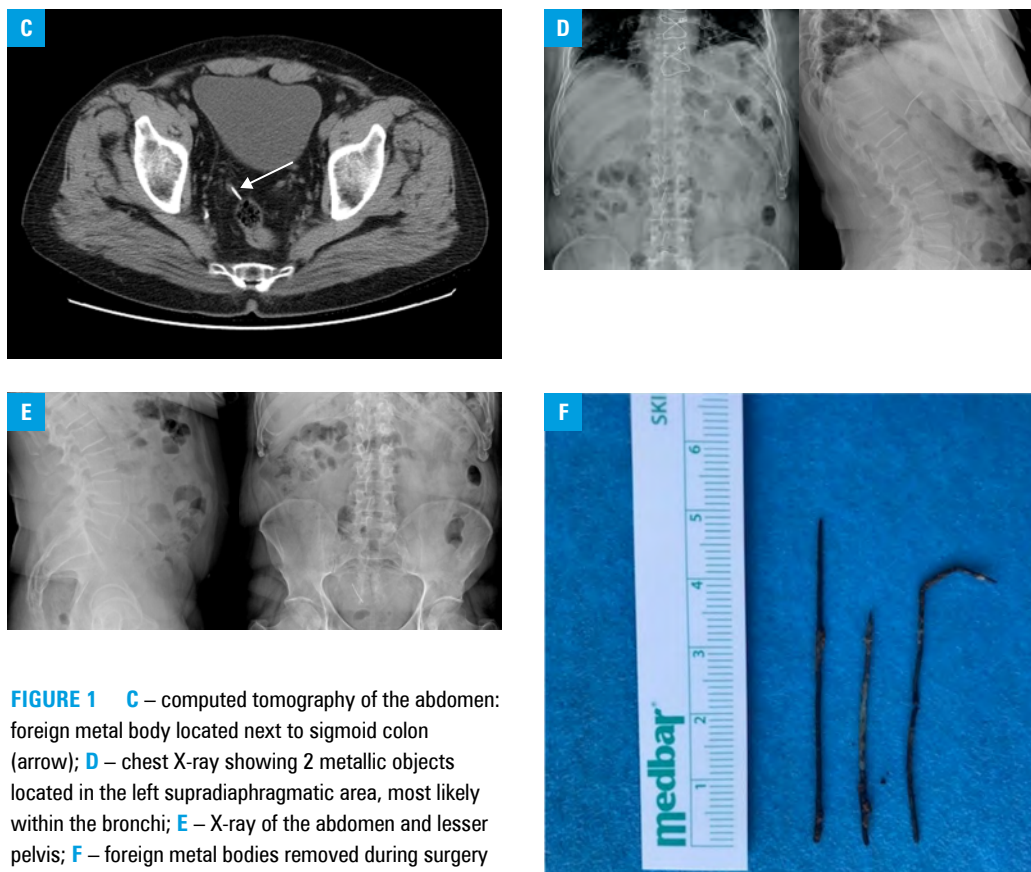 C
D
E
F
FIGURE 1 C – computed tomography of the abdomen:
foreign metal body located next to sigmoid colon
(arrow); D – chest X-ray showing 2 metallic objects
located in the left supradiaphragmatic area, most likely
within the bronchi; E – X-ray of the abdomen and lesser
pelvis; F – foreign metal bodies removed during surgery
SKI
6
5
4
3
2
1
medbar